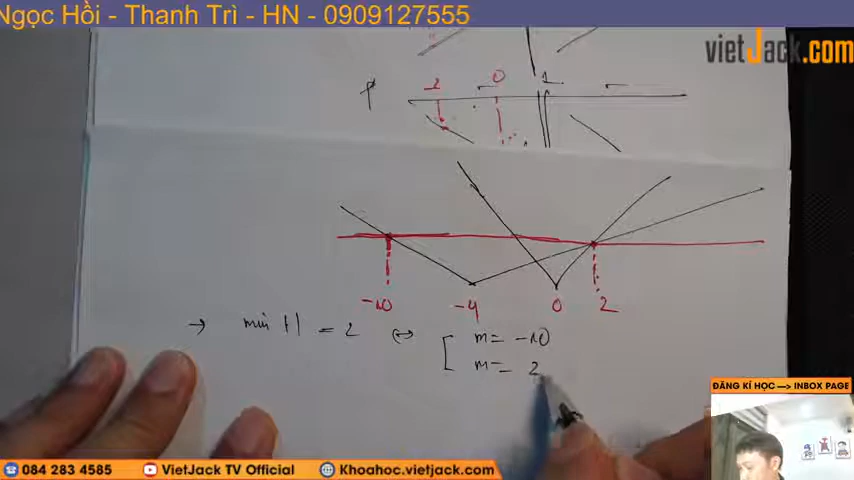 Ngọc Hồi - Thanh Trì - HN - 0909127555
vietJack.com
-2 0 1
-10 -4 0 2
→ min H = 2 ⇔ [ m = -10
m = 2
ĐĂNG KÍ HỌC —> INBOX PAGE
084 283 4585 VietJack TV Official Khoahoc.vietjack.com